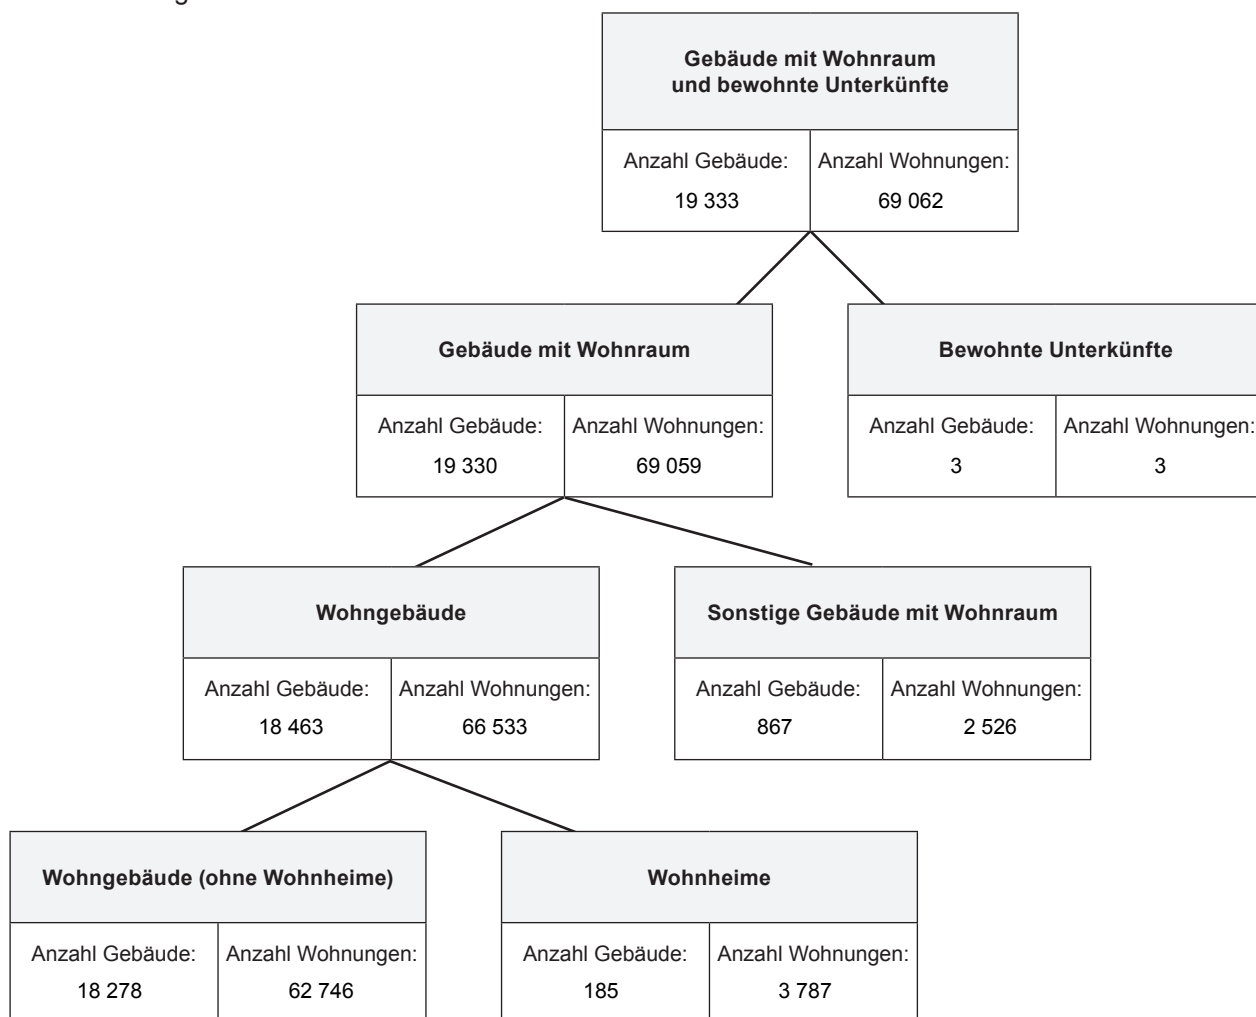 Gebäude mit Wohnraum
und bewohnte Unterkünfte
Anzahl Gebäude: Anzahl Wohnungen:
19 333 69 062
Gebäude mit Wohnraum Bewohnte Unterkünfte
Anzahl Gebäude: Anzahl Wohnungen: Anzahl Gebäude: Anzahl Wohnungen:
19 330 69 059 3 3
Wohngebäude Sonstige Gebäude mit Wohnraum
Anzahl Gebäude: Anzahl Wohnungen: Anzahl Gebäude: Anzahl Wohnungen:
18 463 66 533 867 2 526
Wohngebäude (ohne Wohnheime) Wohnheime
Anzahl Gebäude: Anzahl Wohnungen: Anzahl Gebäude: Anzahl Wohnungen:
18 278 62 746 185 3 787